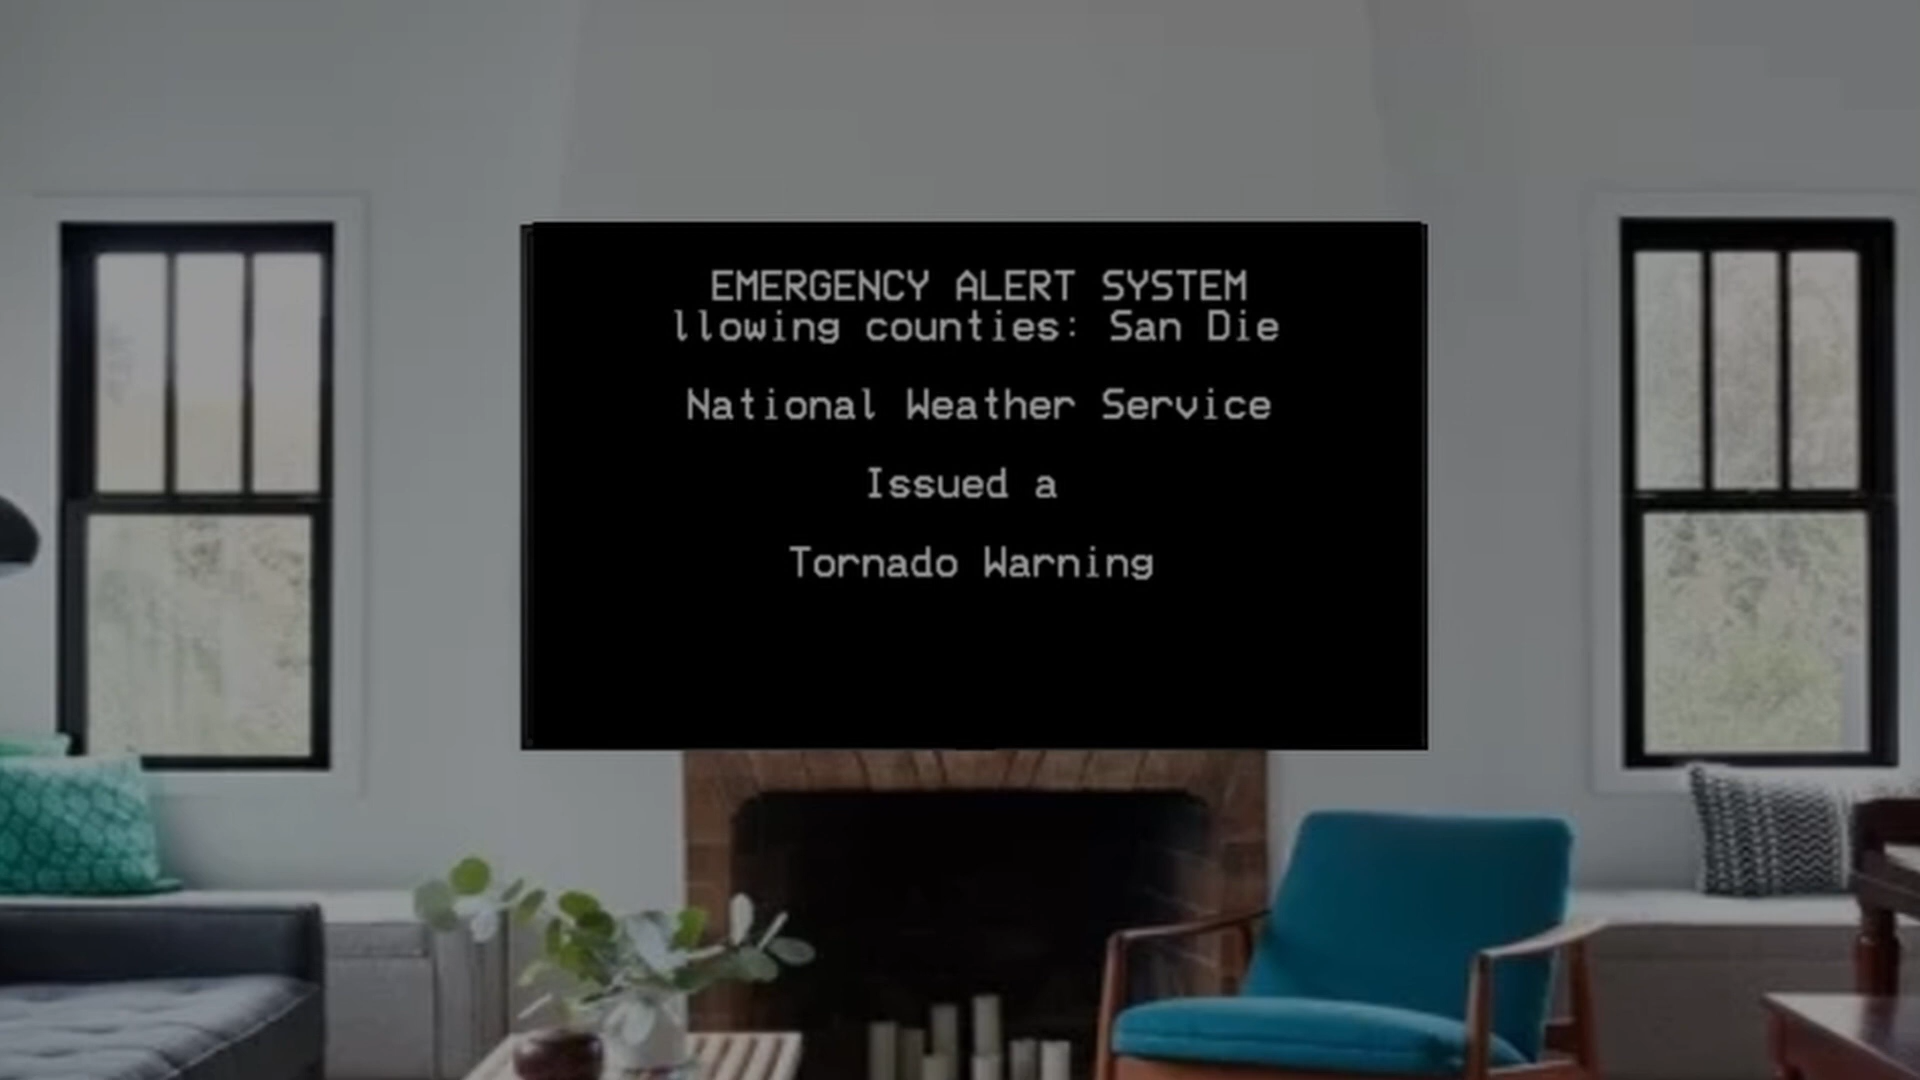 EMERGENCY ALERT SYSTEM
llowing counties: San Die
National Weather Service
Issued a
Tornado Warning